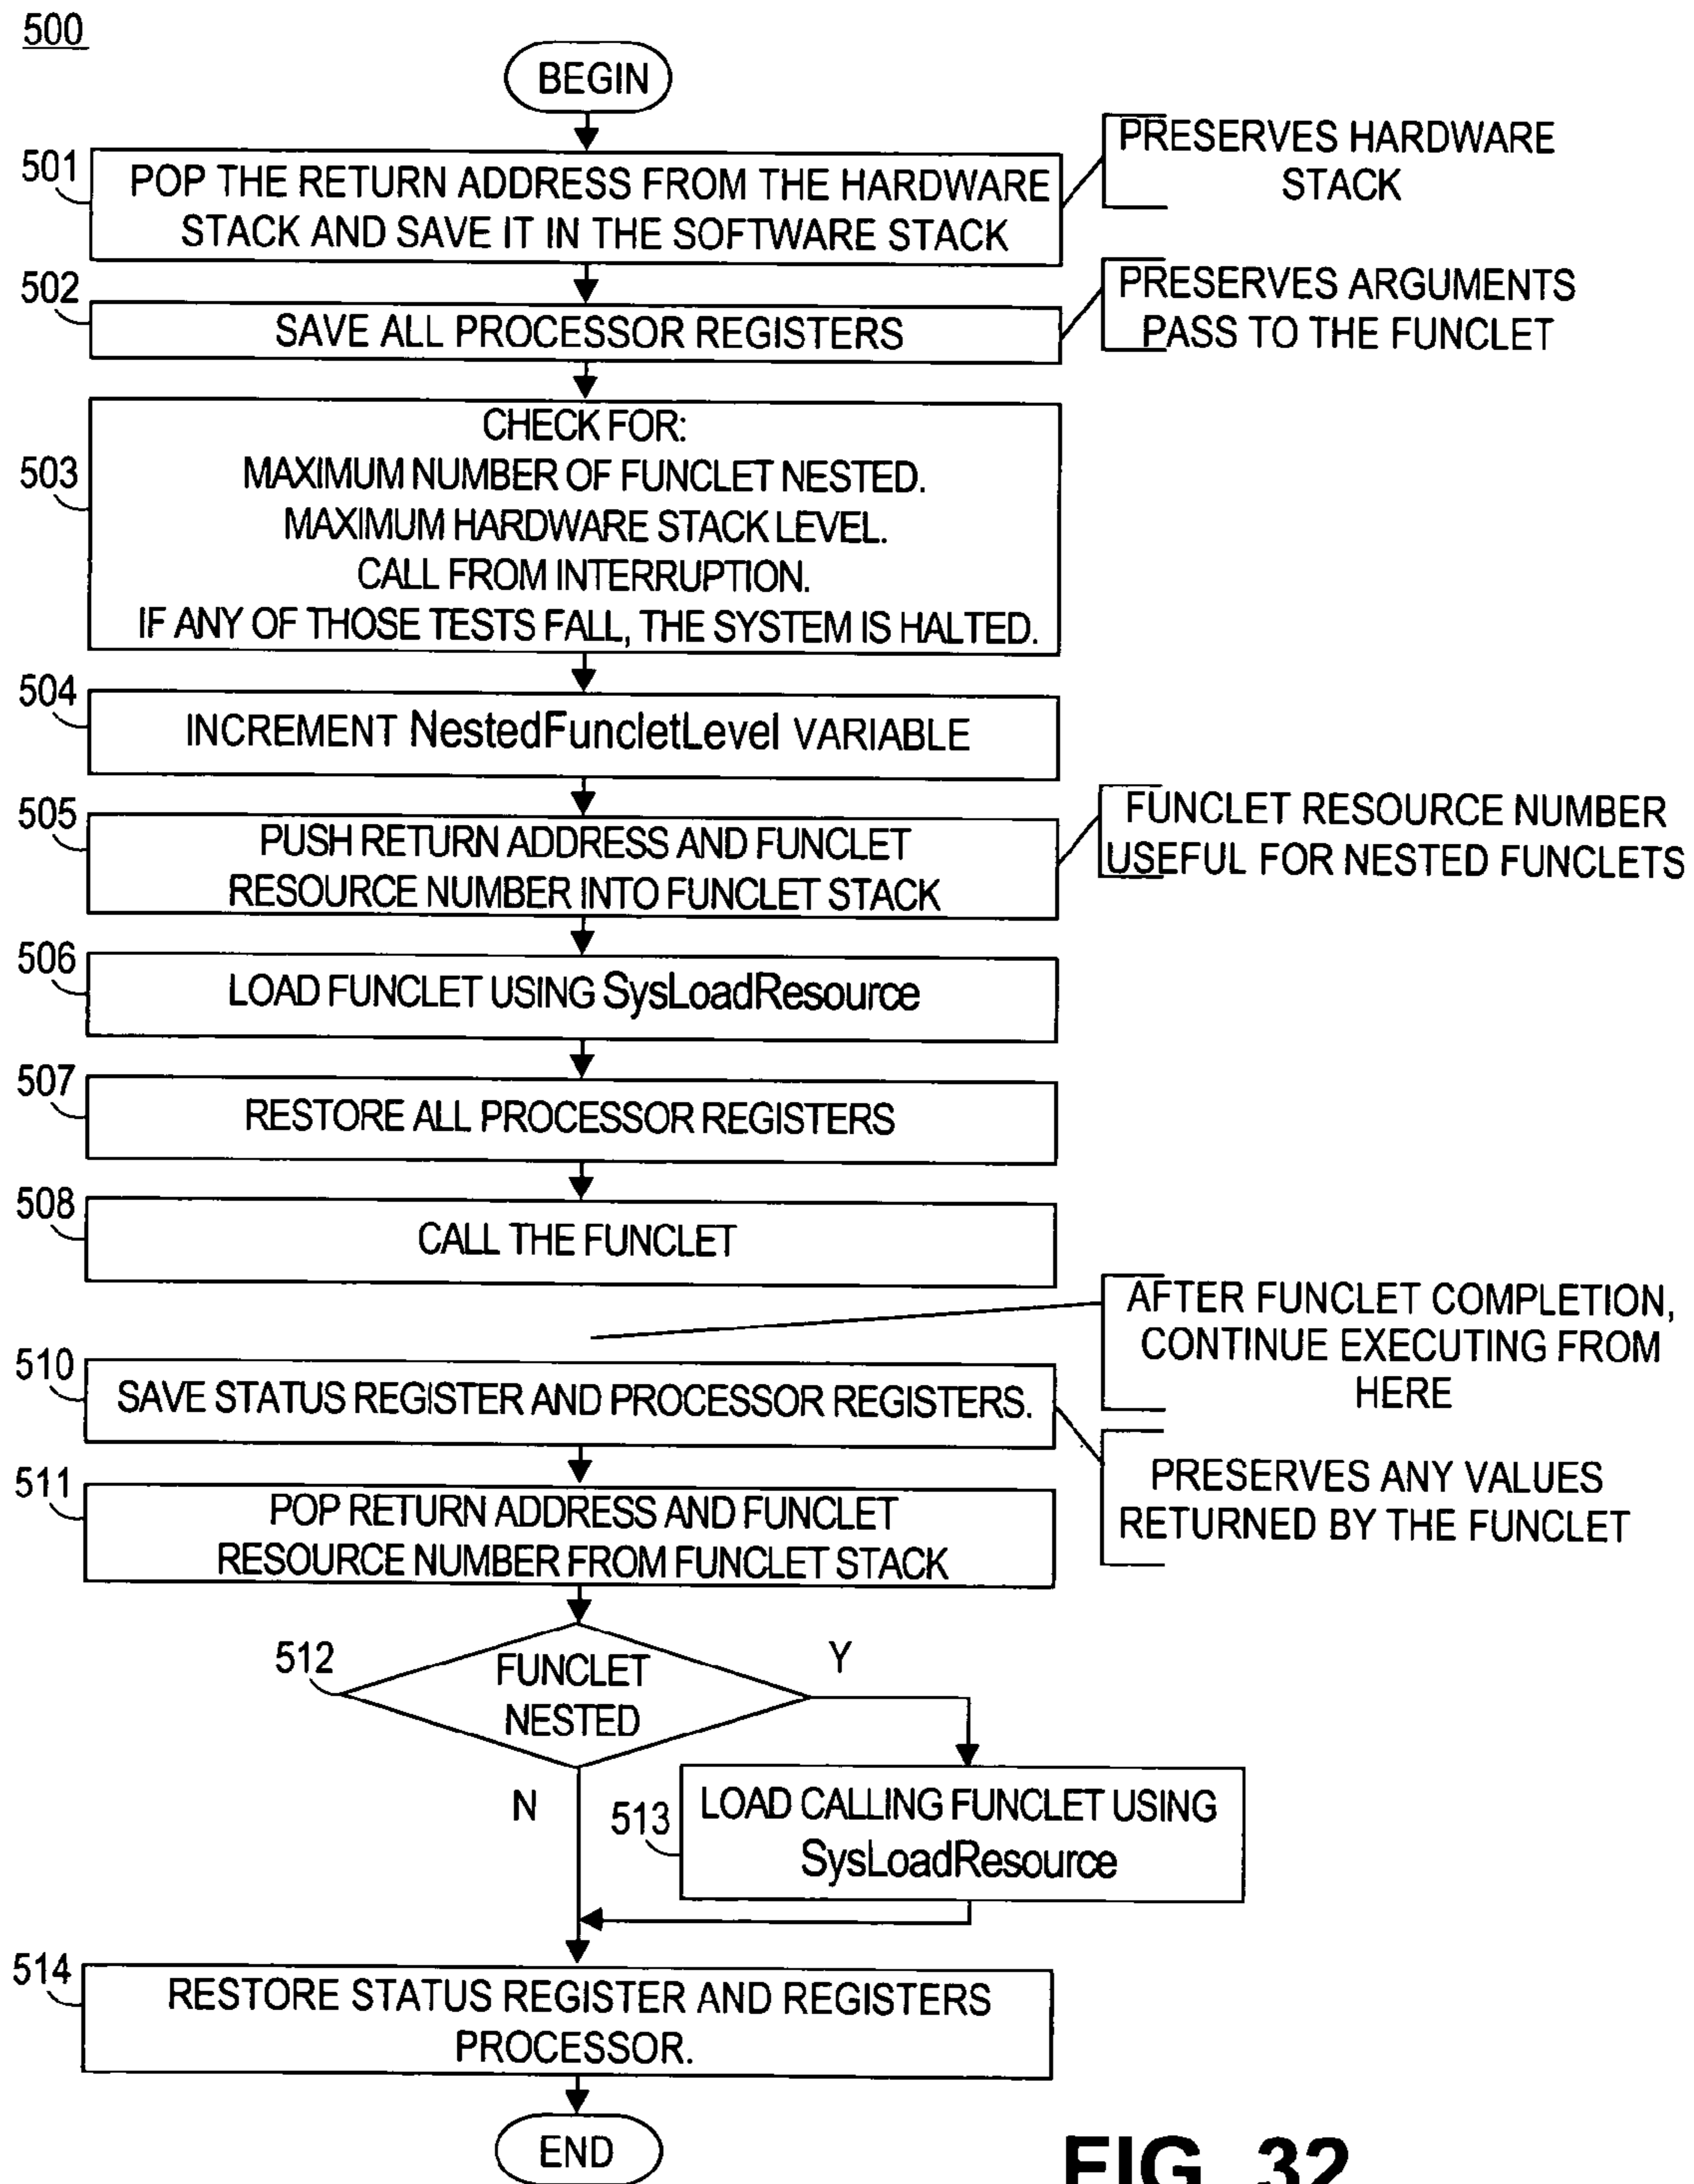 500
BEGIN
501
POP THE RETURN ADDRESS FROM THE HARDWARE
STACK AND SAVE IT IN THE SOFTWARE STACK
PRESERVES HARDWARE
STACK
502
SAVE ALL PROCESSOR REGISTERS
PRESERVES ARGUMENTS
PASS TO THE FUNCLET
503
CHECK FOR:
MAXIMUM NUMBER OF FUNCLET NESTED.
MAXIMUM HARDWARE STACK LEVEL.
CALL FROM INTERRUPTION.
IF ANY OF THOSE TESTS FALL, THE SYSTEM IS HALTED.
504
INCREMENT NestedFuncletLevel VARIABLE
505
PUSH RETURN ADDRESS AND FUNCLET
RESOURCE NUMBER INTO FUNCLET STACK
FUNCLET RESOURCE NUMBER
USEFUL FOR NESTED FUNCLETS
506
LOAD FUNCLET USING SysLoadResource
507
RESTORE ALL PROCESSOR REGISTERS
508
CALL THE FUNCLET
AFTER FUNCLET COMPLETION,
CONTINUE EXECUTING FROM
HERE
510
SAVE STATUS REGISTER AND PROCESSOR REGISTERS.
PRESERVES ANY VALUES
RETURNED BY THE FUNCLET
511
POP RETURN ADDRESS AND FUNCLET
RESOURCE NUMBER FROM FUNCLET STACK
512
FUNCLET
NESTED
Y
N
513
LOAD CALLING FUNCLET USING
SysLoadResource
514
RESTORE STATUS REGISTER AND REGISTERS
PROCESSOR.
END
FIG. 32